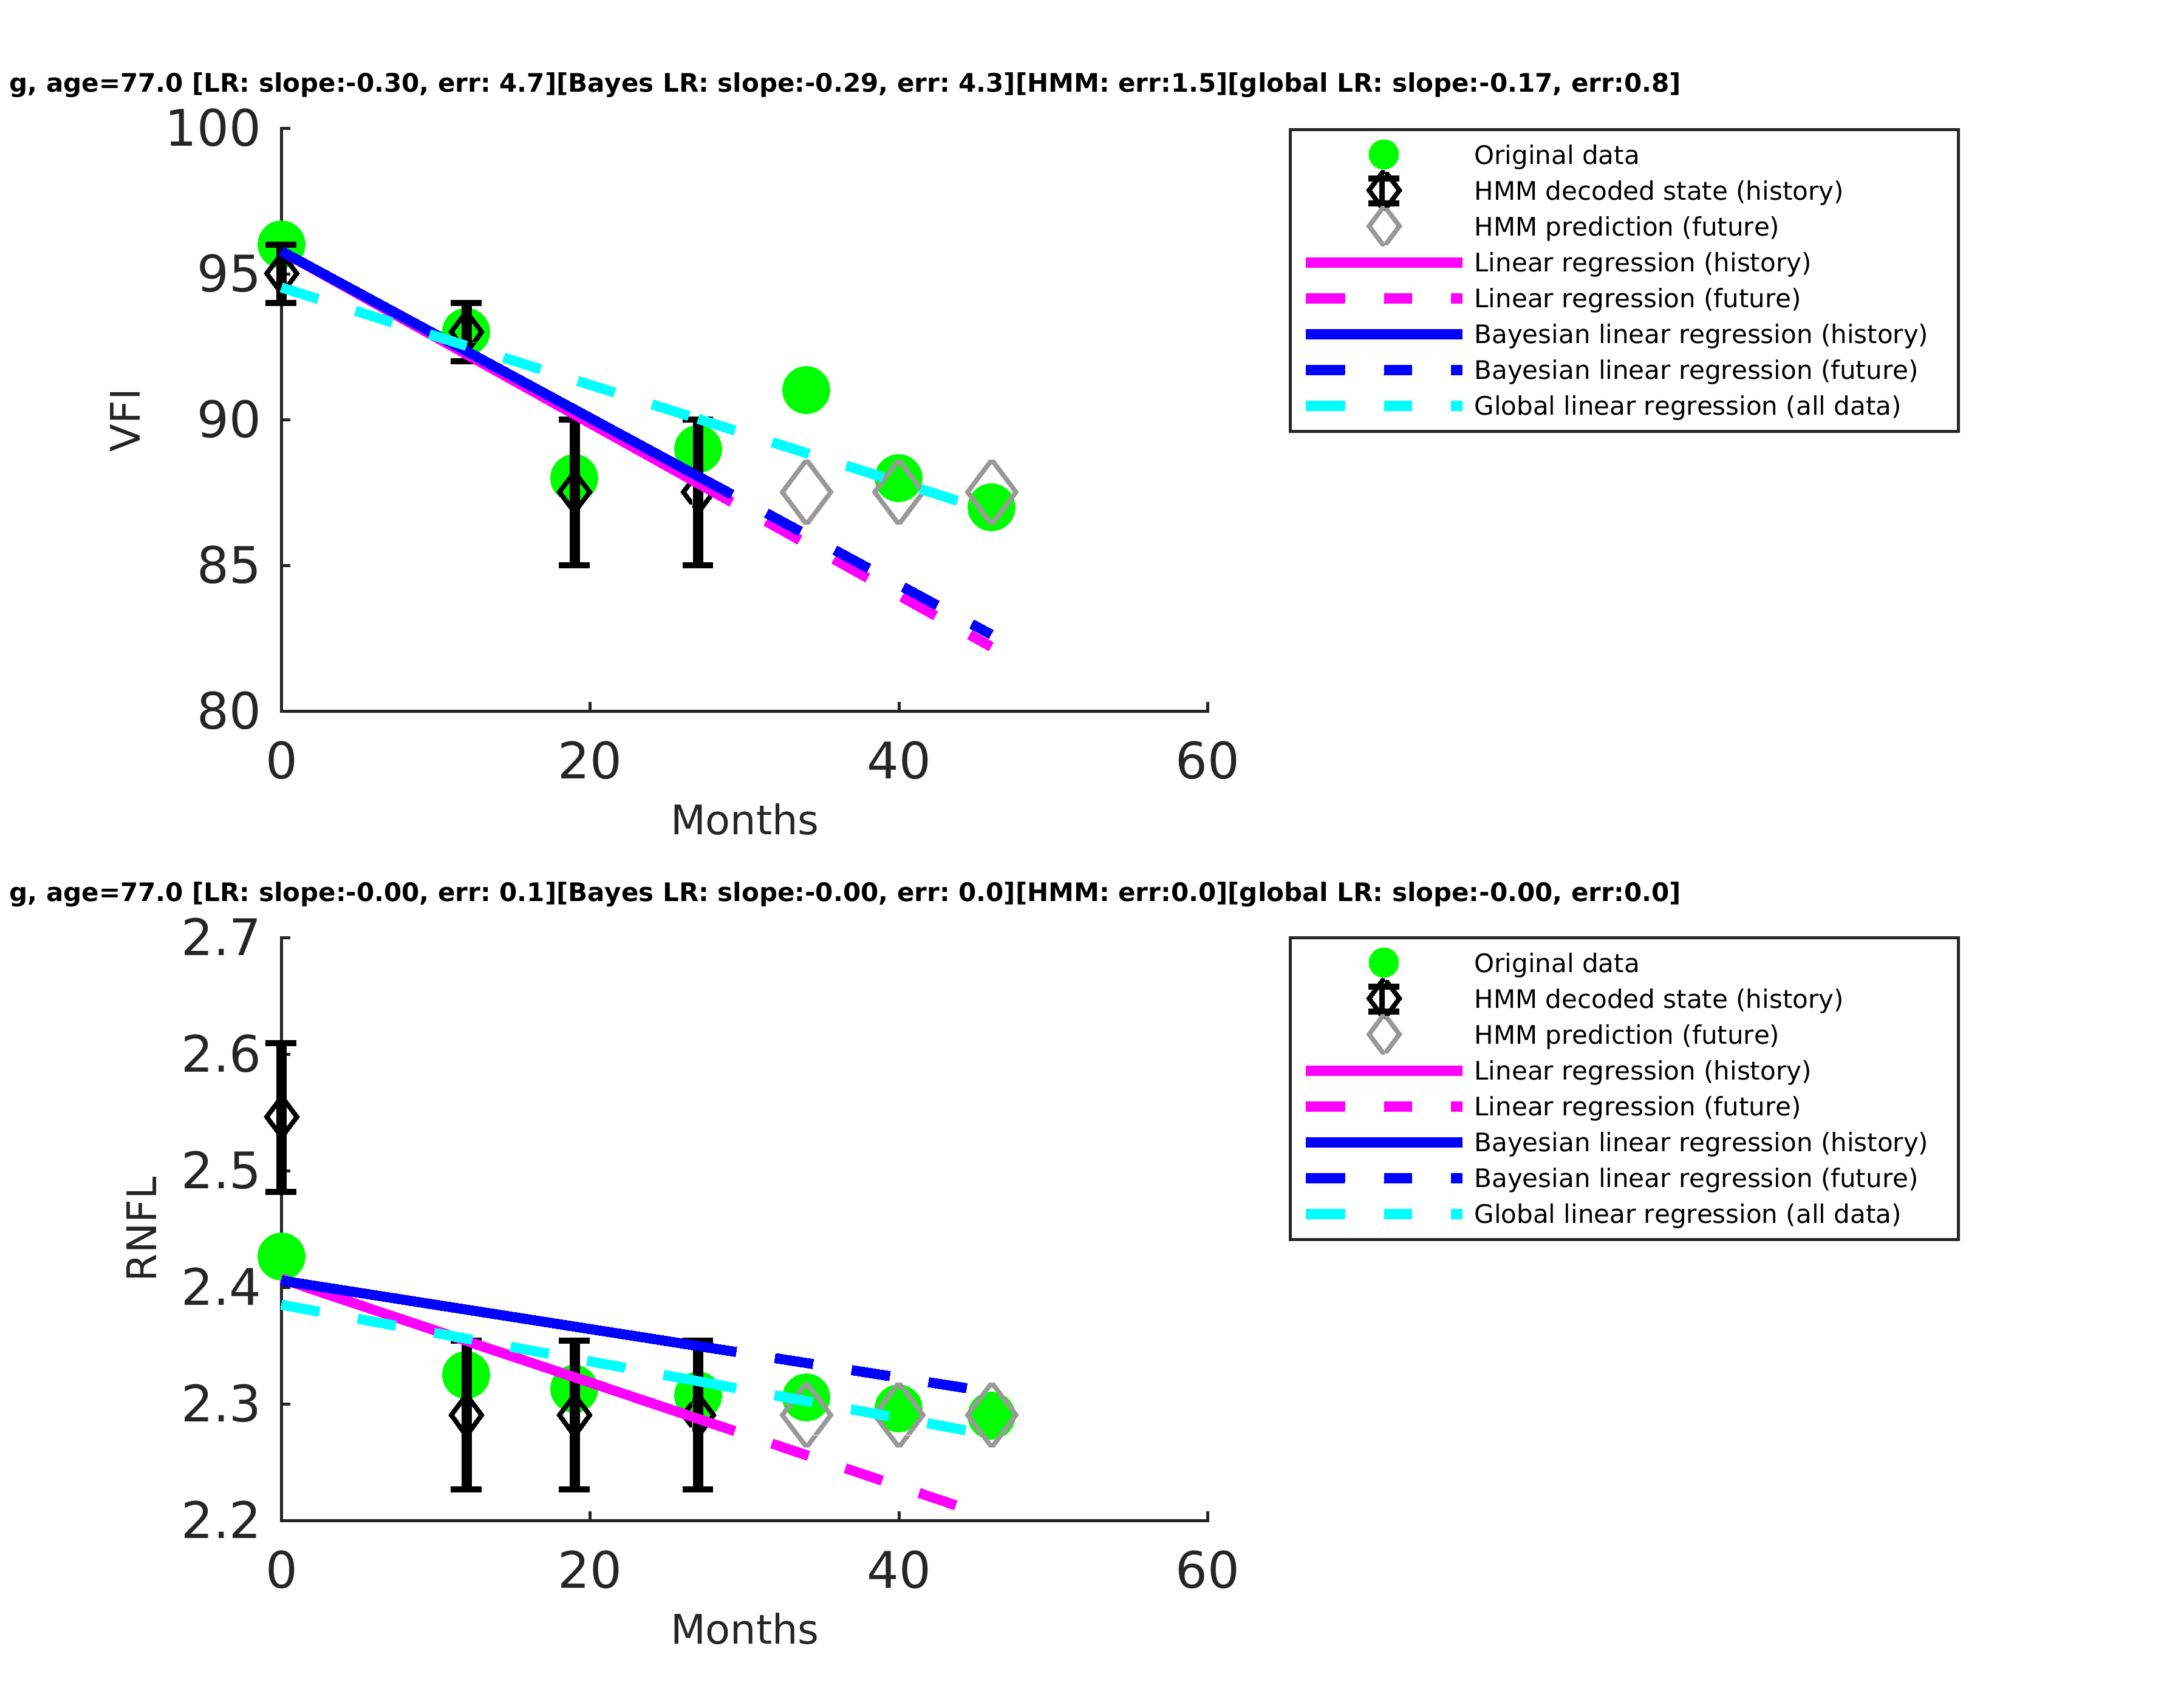 g, age=77.0 [LR: slope:-0.30, err: 4.7][Bayes LR: slope:-0.29, err: 4.3][HMM: err:1.5][global LR: slope:-0.17, err:0.8]
100
95
90
85
80
VFI
0 20 40 60
Months
Original data
HMM decoded state (history)
HMM prediction (future)
Linear regression (history)
Linear regression (future)
Bayesian linear regression (history)
Bayesian linear regression (future)
Global linear regression (all data)
g, age=77.0 [LR: slope:-0.00, err: 0.1][Bayes LR: slope:-0.00, err: 0.0][HMM: err:0.0][global LR: slope:-0.00, err:0.0]
2.7
2.6
2.5
2.4
2.3
2.2
RNFL
0 20 40 60
Months
Original data
HMM decoded state (history)
HMM prediction (future)
Linear regression (history)
Linear regression (future)
Bayesian linear regression (history)
Bayesian linear regression (future)
Global linear regression (all data)